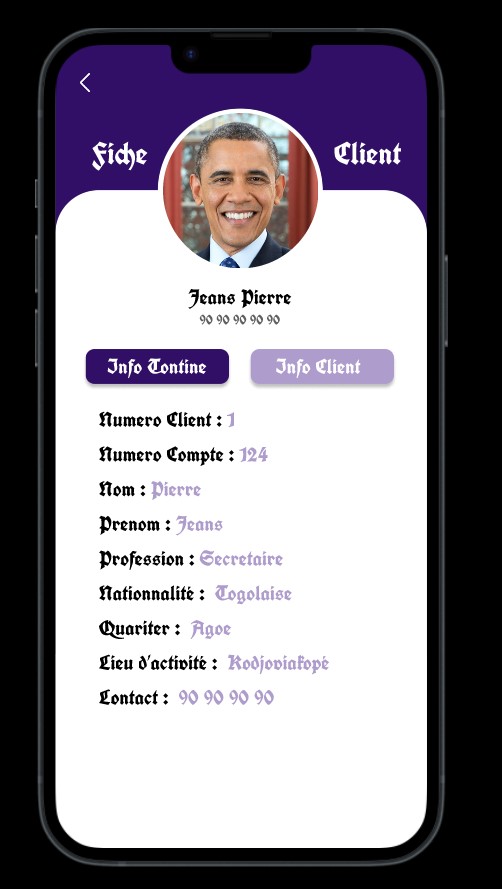 Fiche Client
Jeans Pierre
90 90 90 90 90
Info Tontine Info Client
Numero Client : 1
Numero Compte : 124
Nom : Pierre
Prenom : Jeans
Profession : Secretaire
Nationnalité : Togolaise
Quariter : Agoe
Lieu d'activité : Kodjoviakopé
Contact : 90 90 90 90